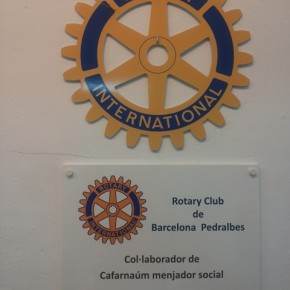 INTERNATIONAL
ROTARY
INTERNATIONAL
Rotary Club
de
Barcelona Pedralbes
Col·laborador de
Cafarnaúm menjador social